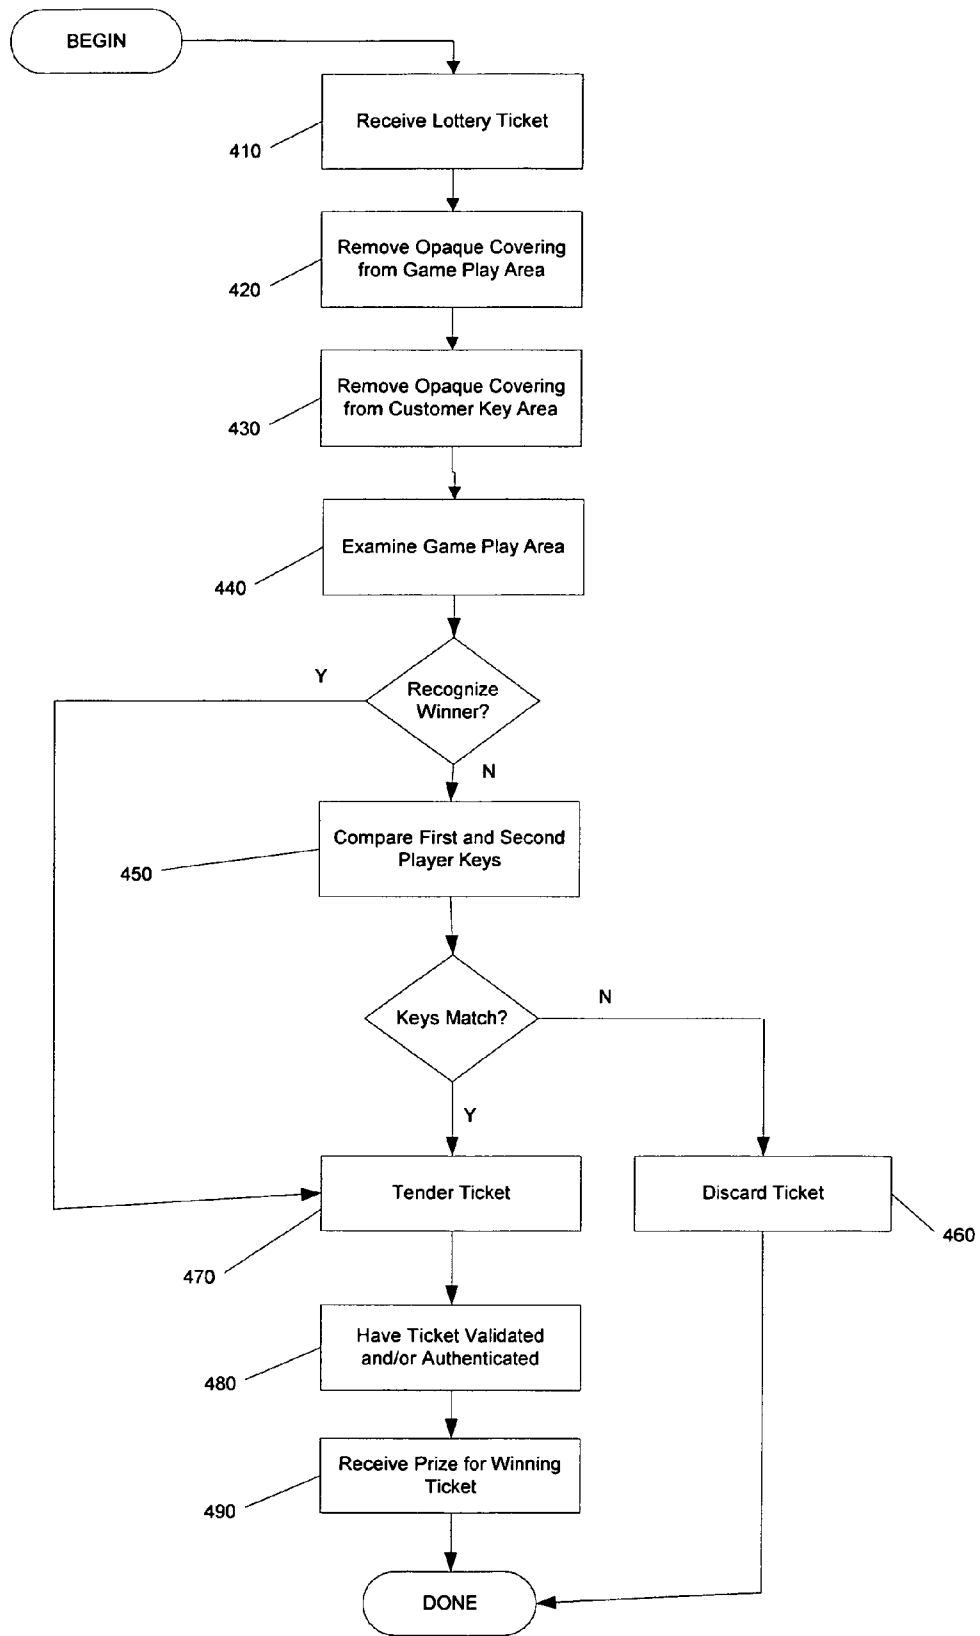 BEGIN
Receive Lottery Ticket
410
Remove Opaque Covering
from Game Play Area
420
Remove Opaque Covering
from Customer Key Area
430
Examine Game Play Area
440
Y
Recognize
Winner?
N
Compare First and Second
Player Keys
450
N
Keys Match?
Y
Tender Ticket
Discard Ticket
460
470
Have Ticket Validated
and/or Authenticated
480
Receive Prize for Winning
Ticket
490
DONE